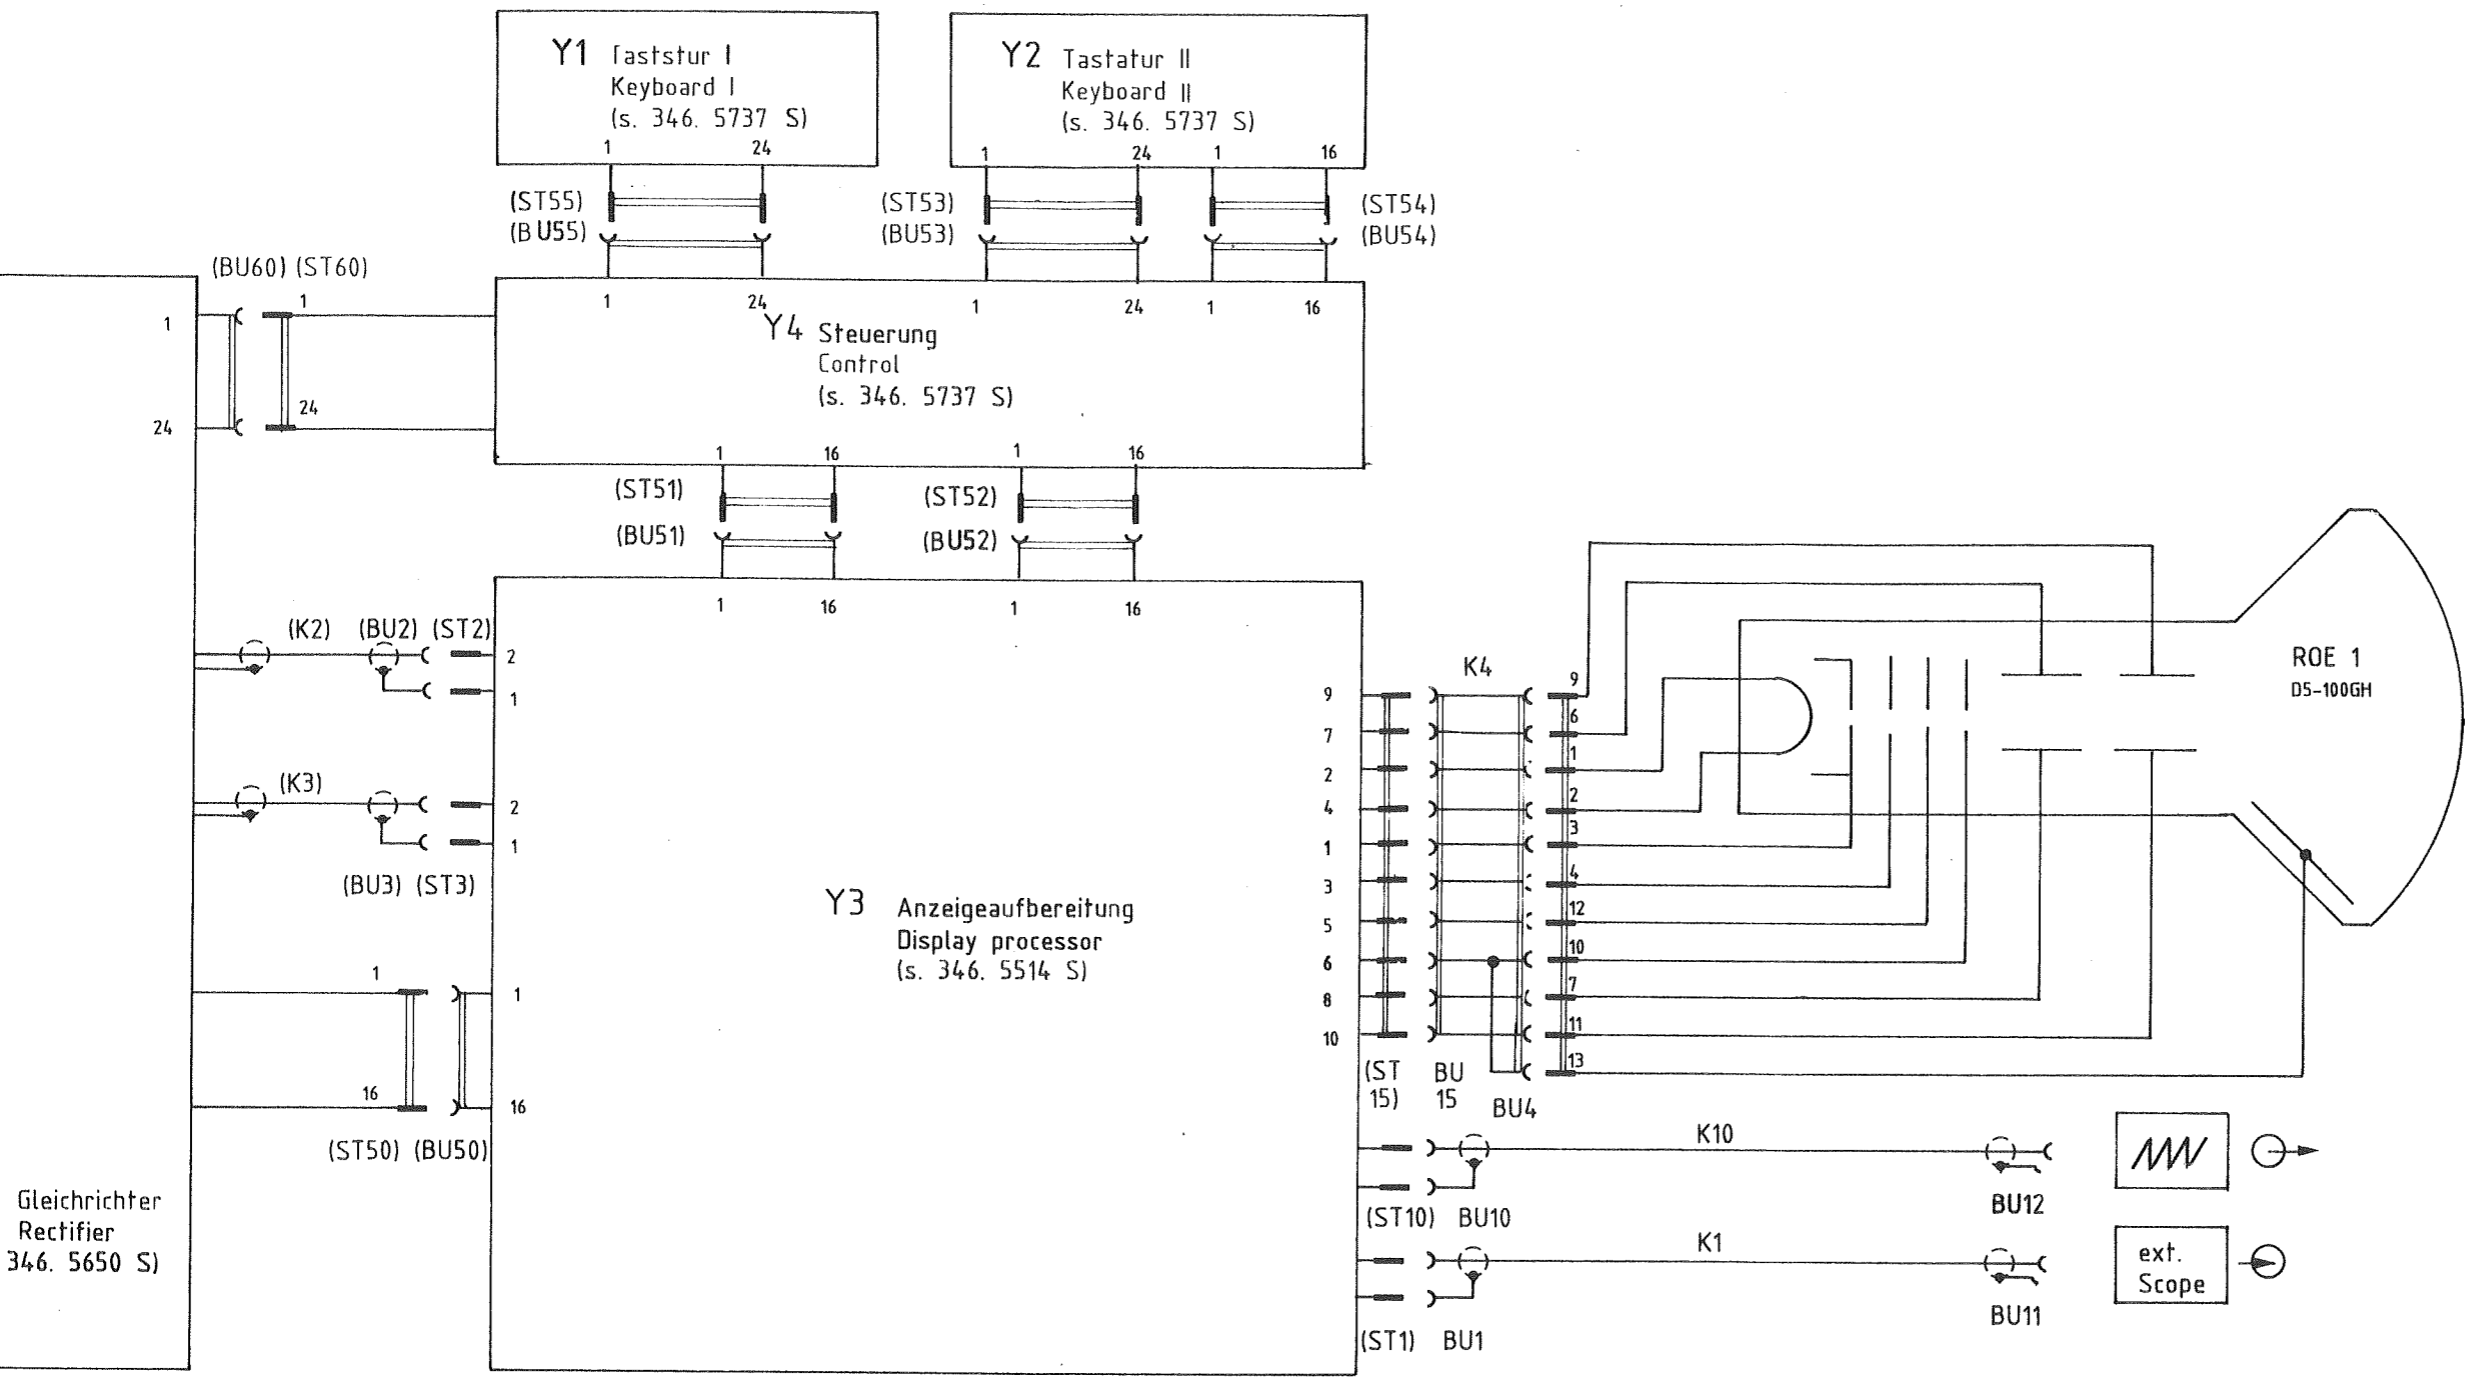 Y1 Taststur I
Keyboard I
(s. 346. 5737 S)
1 24
Y2 Tastatur II
Keyboard II
(s. 346. 5737 S)
1 24 1 16
(ST55)
(BU55)
(ST53)
(BU53)
(ST54)
(BU54)
(BU60) (ST60)
1 1
24 24
1 24 1 24 1 16
Y4 Steuerung
Control
(s. 346. 5737 S)
1 16 1 16
(ST51)
(BU51)
(ST52)
(BU52)
1 16 1 16
(K2) (BU2) (ST2)
2
1
(K3)
2
1
(BU3) (ST3)
1 1
16 16
(ST50) (BU50)
Gleichrichter
Rectifier
346. 5650 S)
Y3 Anzeigeaufbereitung
Display processor
(s. 346. 5514 S)
K4
9 9
7 6
2 1
4 2
1 3
3 4
5 12
6 10
8 7
10 11
13
(ST
15)
BU
15
BU4
ROE 1
D5-100GH
K10
(ST10) BU10
BU12
K1
(ST1) BU1
BU11
ext.
Scope